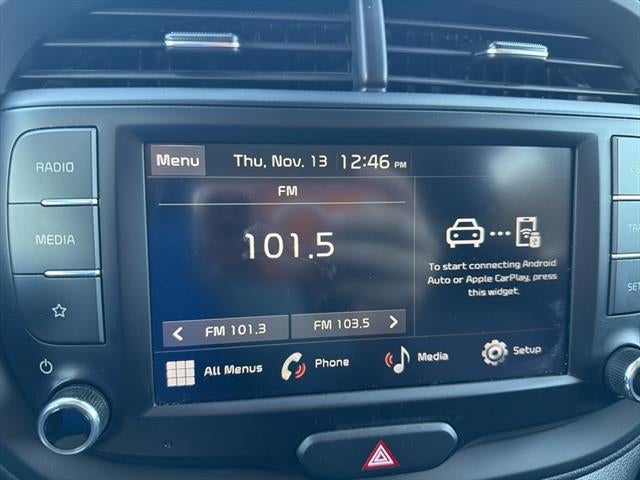 RADIO
MEDIA
Menu Thu, Nov. 13 12:46 PM
FM
101.5
< FM 101.3 FM 103.5 >
To start connecting Android
Auto or Apple CarPlay, press
this widget.
All Menus Phone Media Setup